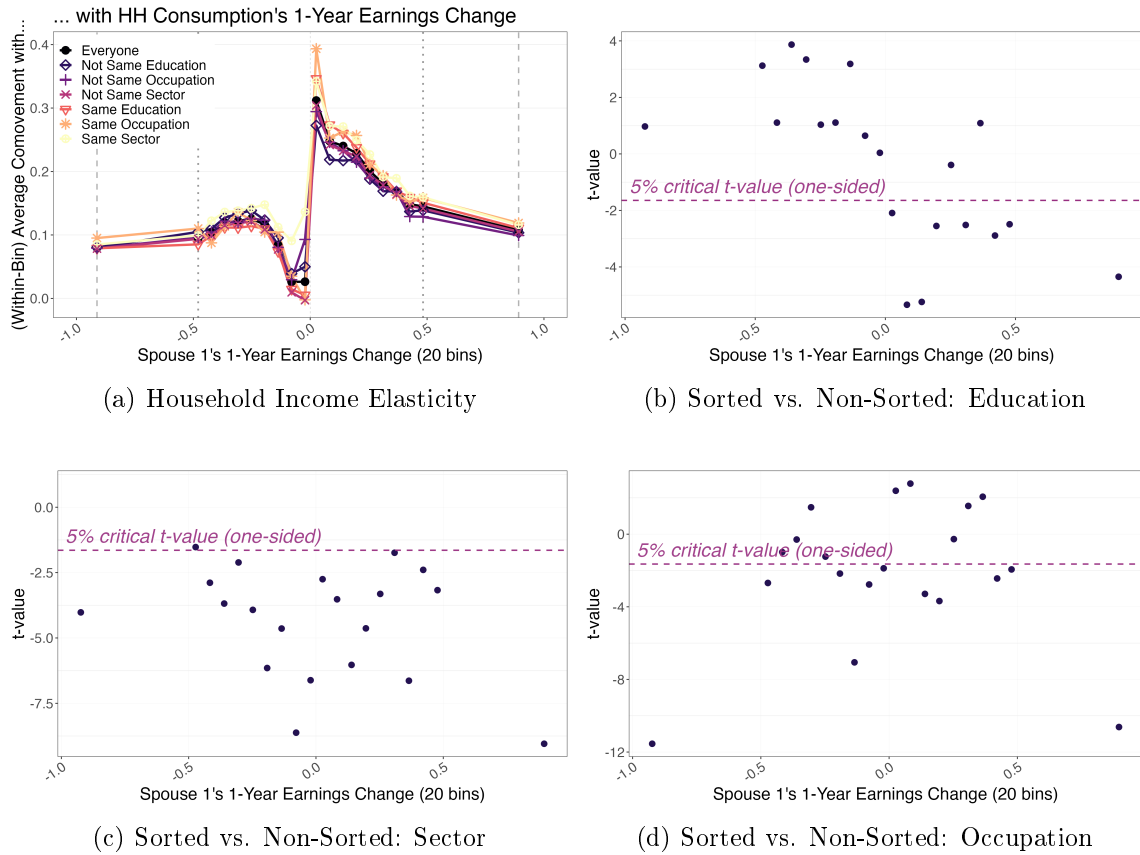 ... with HH Consumption's 1-Year Earnings Change
(Within-Bin) Average Comovement with...
0.4
0.3
0.2
0.1
0.0
Everyone
Not Same Education
Not Same Occupation
Not Same Sector
Same Education
Same Occupation
Same Sector
-1.0
-0.5
0.0
0.5
1.0
Spouse 1's 1-Year Earnings Change (20 bins)
(a) Household Income Elasticity
t-value
4
2
0
-2
-4
5% critical t-value (one-sided)
-1.0
-0.5
0.0
0.5
Spouse 1's 1-Year Earnings Change (20 bins)
(b) Sorted vs. Non-Sorted: Education
t-value
0.0
-2.5
-5.0
-7.5
5% critical t-value (one-sided)
-1.0
-0.5
0.0
0.5
Spouse 1's 1-Year Earnings Change (20 bins)
(c) Sorted vs. Non-Sorted: Sector
t-value
0
-4
-8
-12
5% critical t-value (one-sided)
-1.0
-0.5
0.0
0.5
Spouse 1's 1-Year Earnings Change (20 bins)
(d) Sorted vs. Non-Sorted: Occupation